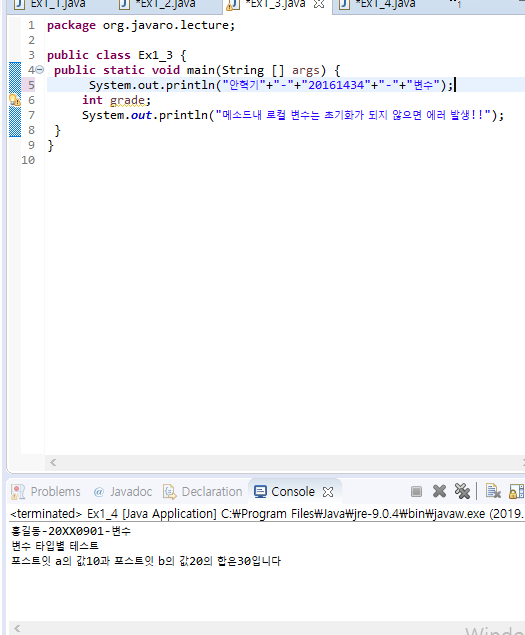 Ex1_1.java *Ex1_2.java *Ex1_3.java *Ex1_4.java
1 package org.javaro.lecture;
2
3 public class Ex1_3 {
4 public static void main(String [] args) {
5 System.out.println("안혁기"+"-"+"20161434"+"-"+"변수");
6 int grade;
7 System.out.println("메소드내 로컬 변수는 초기화가 되지 않으면 에러 발생!!");
8 }
9 }
10
Problems @ Javadoc Declaration Console
<terminated> Ex1_4 [Java Application] C:₩Program Files₩Java₩jre-9.0.4₩bin₩javaw.exe (2019.
홍길동-20XX0901-변수
변수 타입별 테스트
포스트잇 a의 값10과 포스트잇 b의 값20의 합은30입니다